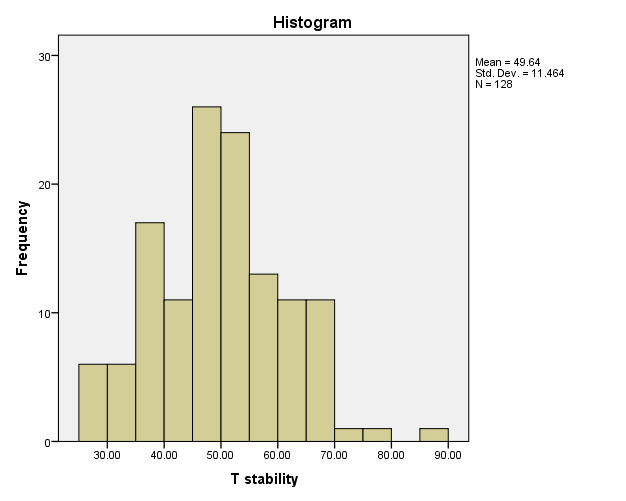 Histogram
Mean = 49.64
Std. Dev. = 11.464
N = 128
Frequency
30
20
10
0
30.00 40.00 50.00 60.00 70.00 80.00 90.00
T stability